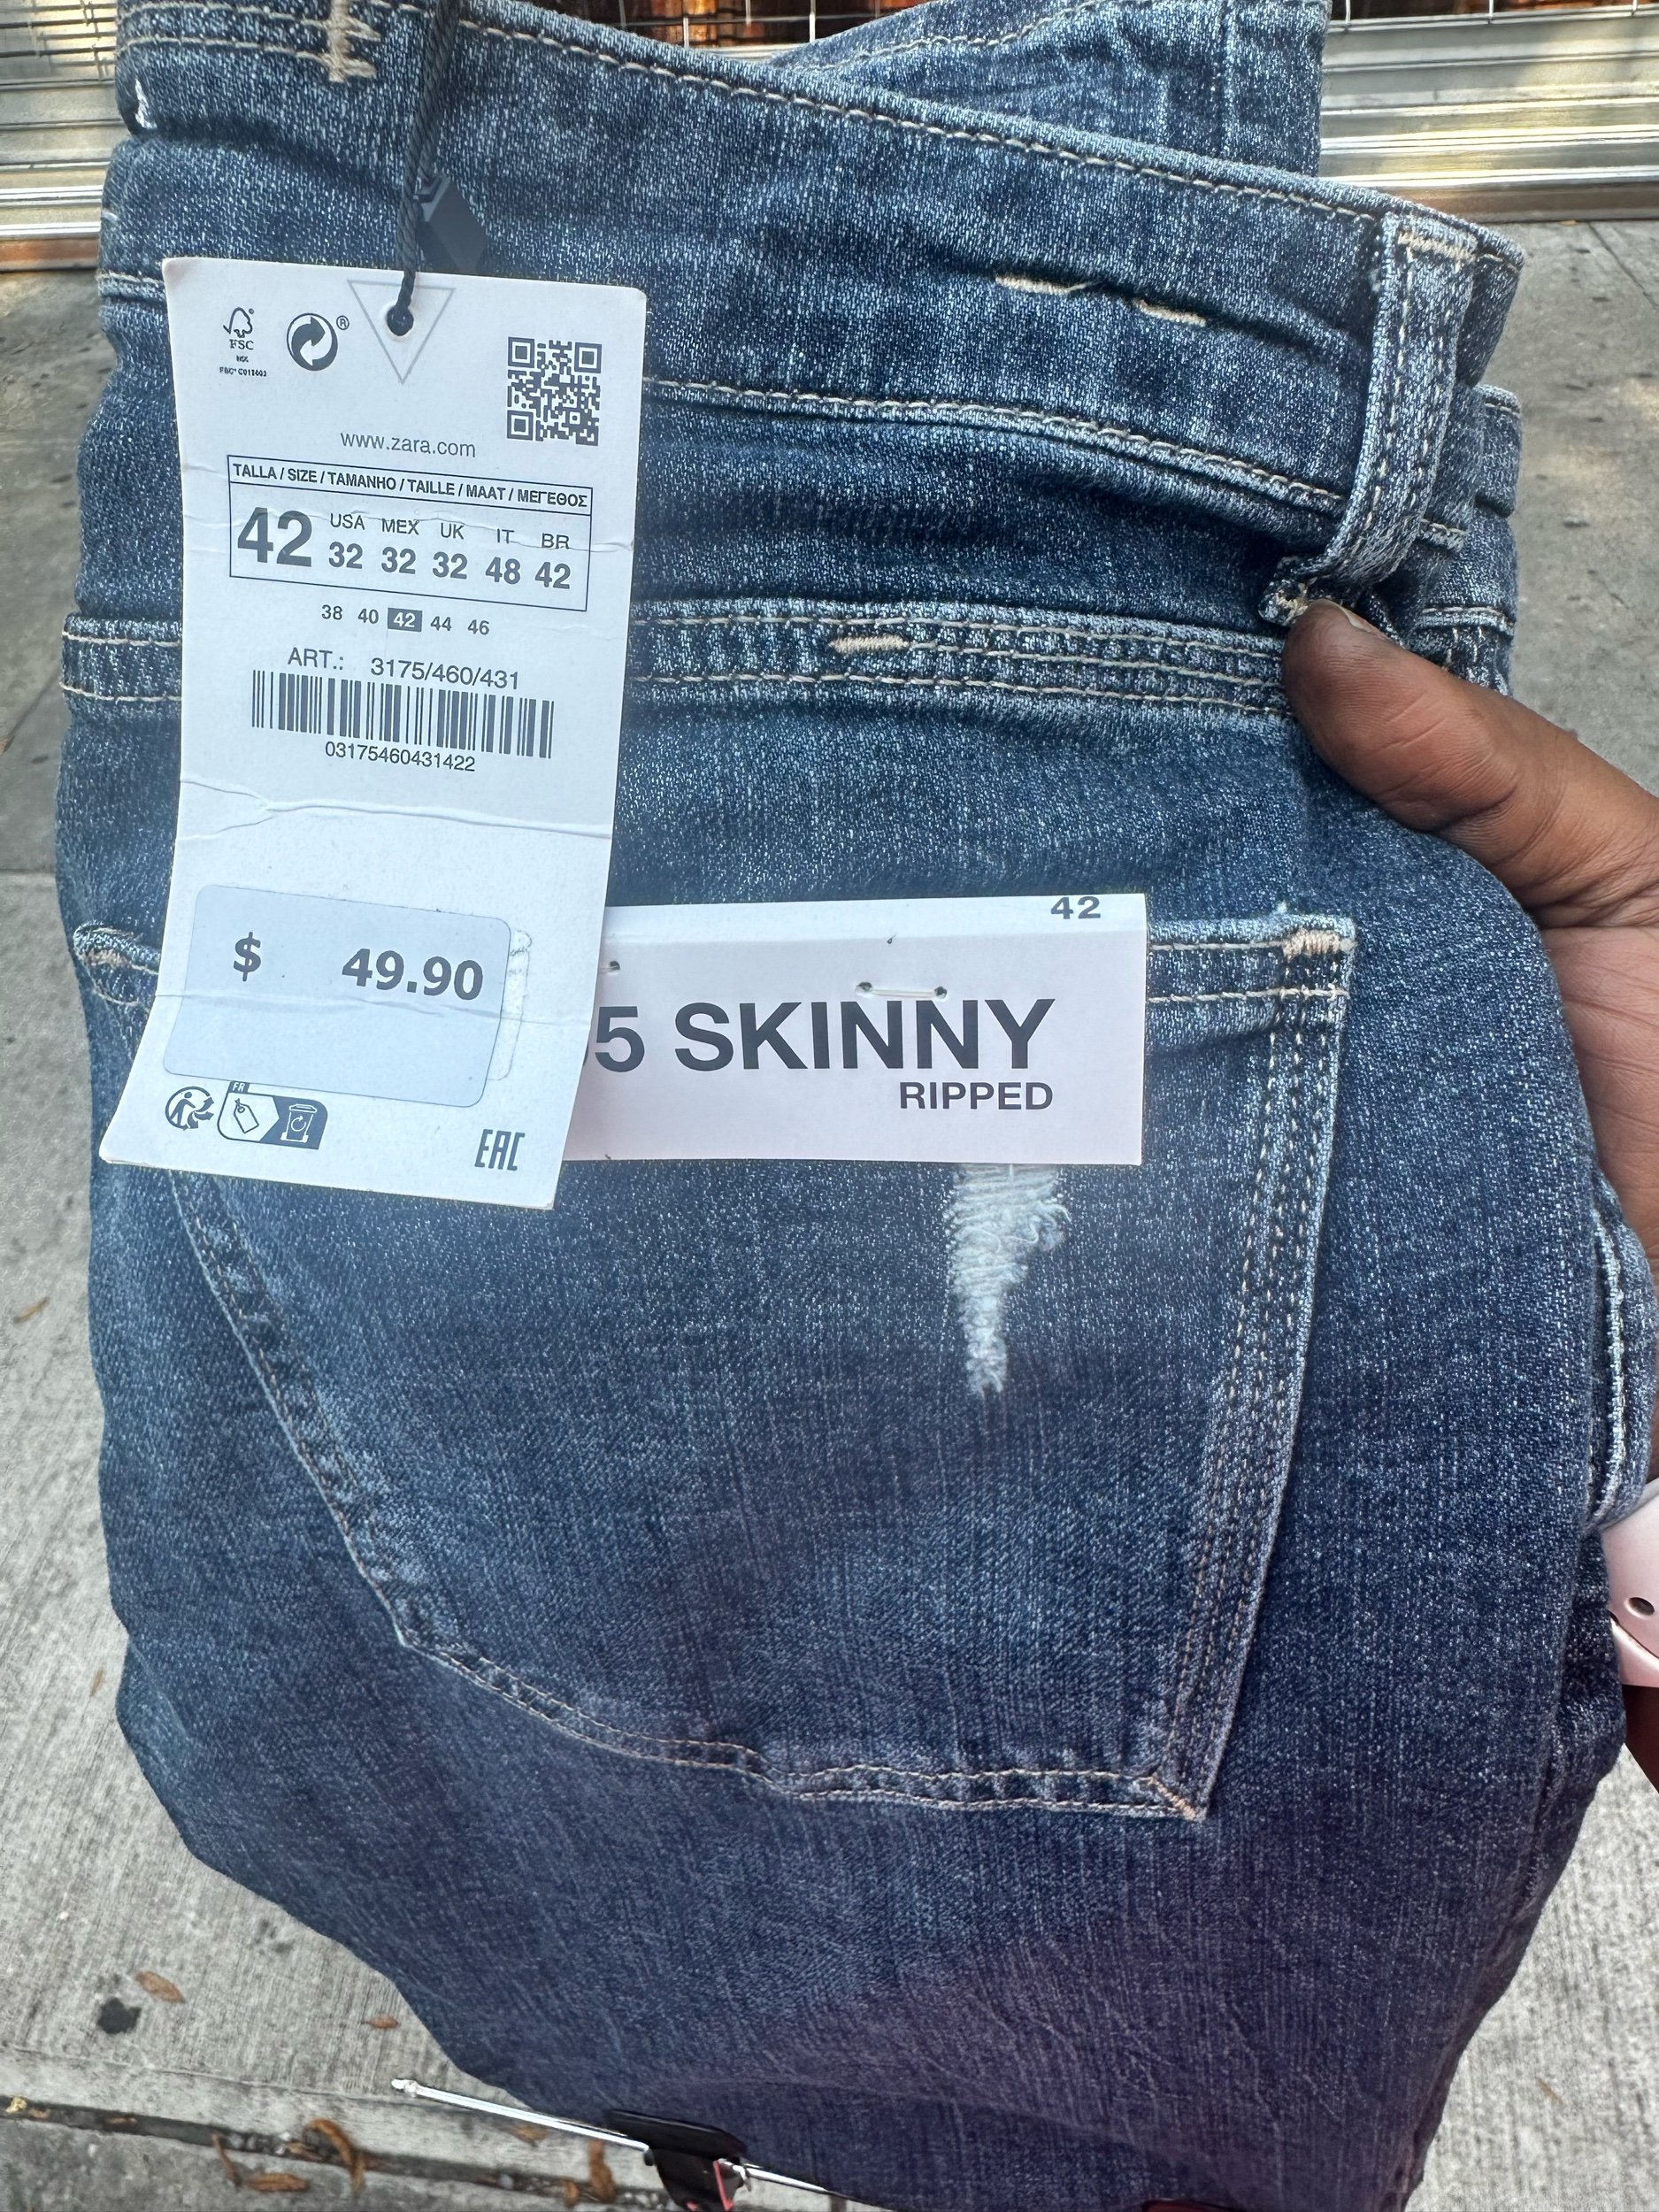 FSC
MIX
FSC® C011603
®
www.zara.com
TALLA / SIZE / TAMANHO / TAILLE / MAAT / ΜΕΓΕΘΟΣ
42
USA MEX UK IT BR
32 32 32 48 42
38 40 42 44 46
ART.: 3175/460/431
03175460431422
$ 49.90
FR
EAC
42
5 SKINNY
RIPPED